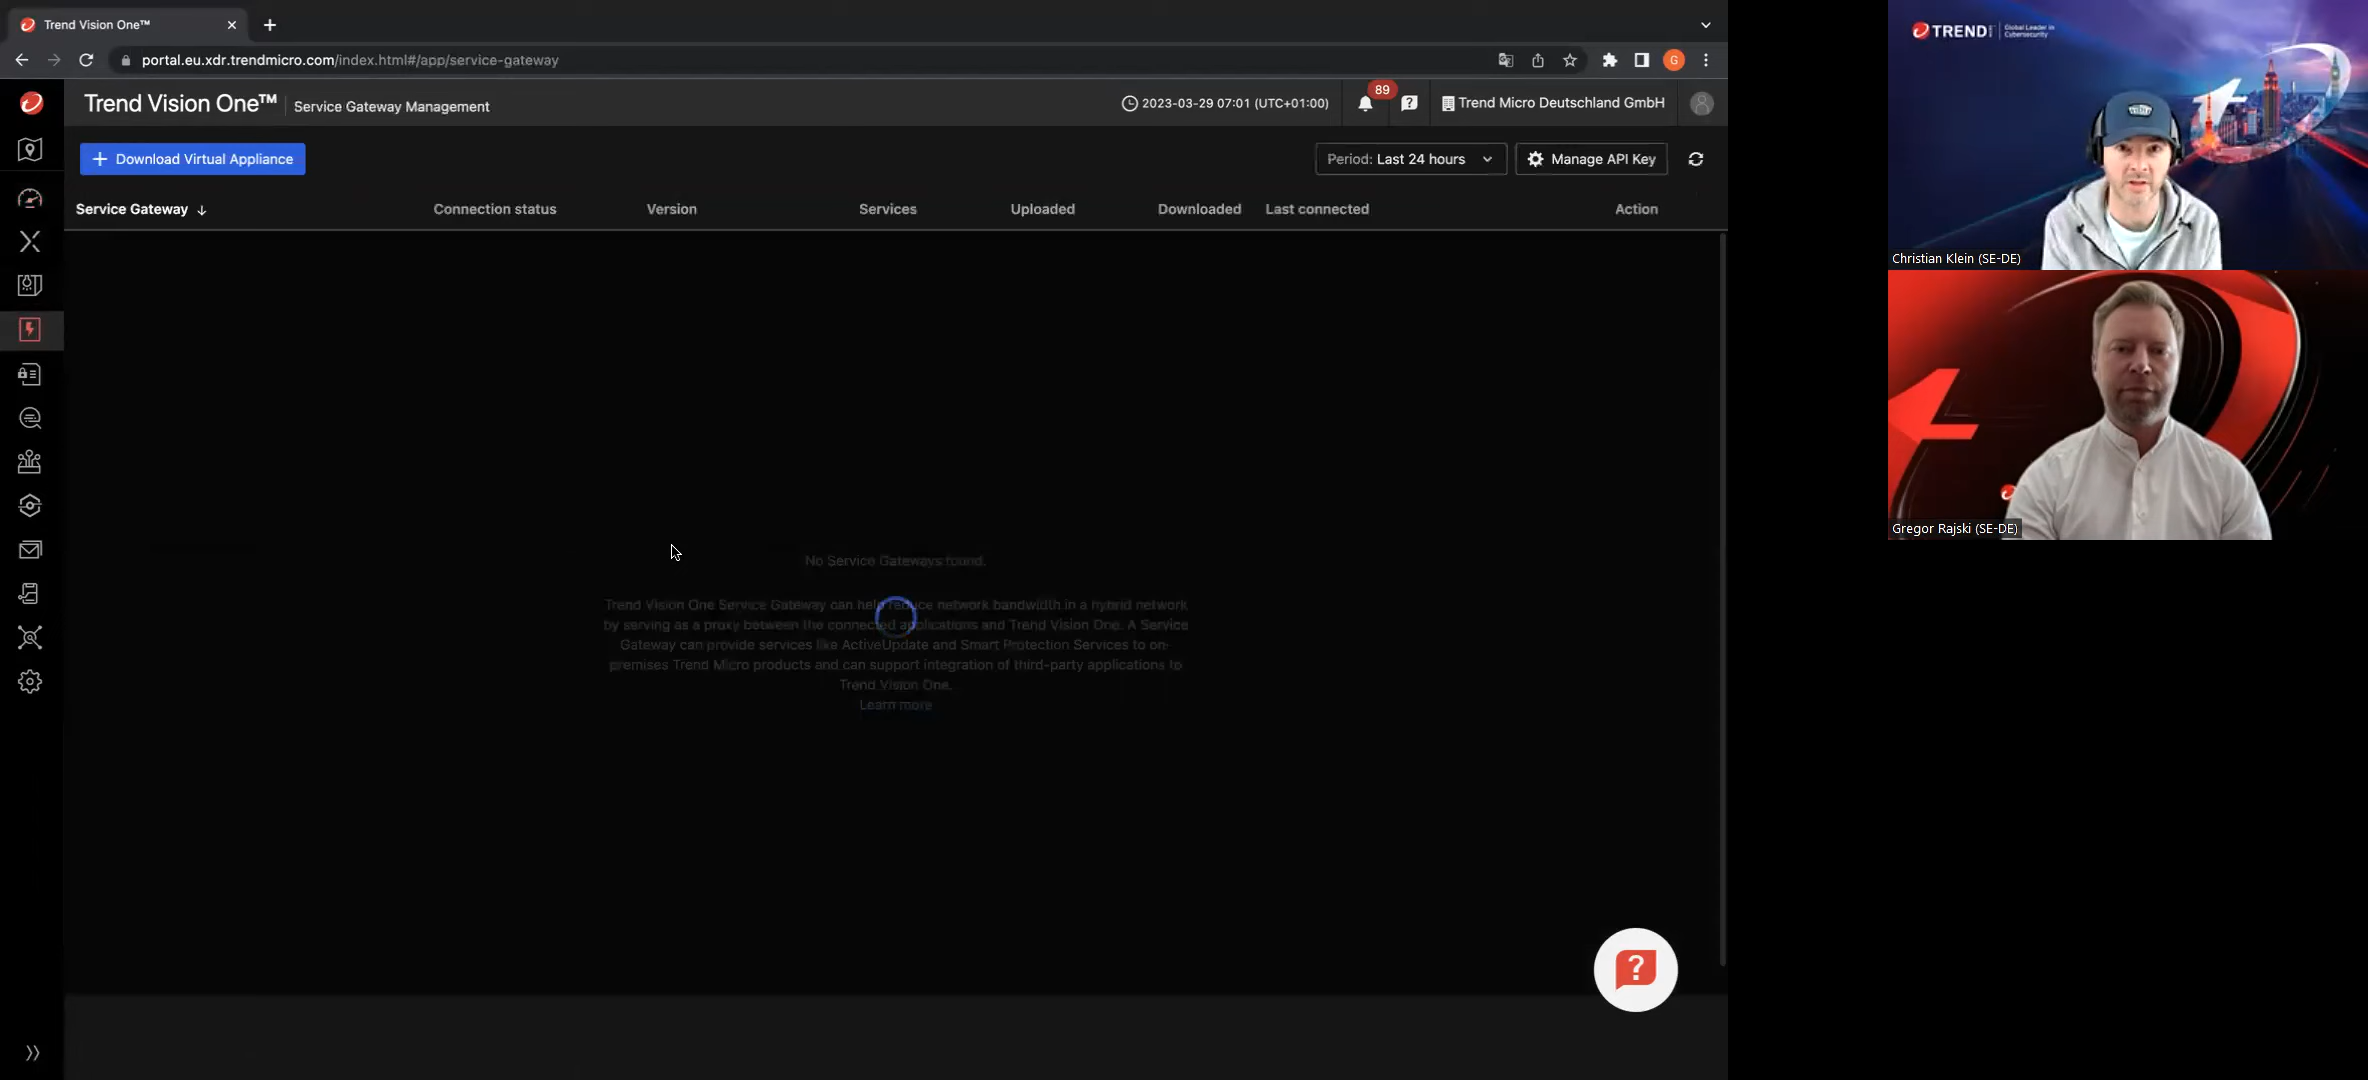 Trend Vision One™
portal.eu.xdr.trendmicro.com/index.html#/app/service-gateway
G
Trend Vision One™ Service Gateway Management
2023-03-29 07:01 (UTC+01:00)
89
Trend Micro Deutschland GmbH
Download Virtual Appliance
Period: Last 24 hours
Manage API Key
Service Gateway
Connection status
Version
Services
Uploaded
Downloaded
Last connected
Action
No Service Gateways found.
Trend Vision One Service Gateway can help reduce network bandwidth in a hybrid network
by serving as a proxy between the connected applications and Trend Vision One. A Service
Gateway can provide services like ActiveUpdate and Smart Protection Services to on-
premises Trend Micro products and can support integration of third-party applications to
Trend Vision One.
Learn more
TREND
Global Leader in
Cybersecurity
Christian Klein (SE-DE)
Gregor Rajski (SE-DE)